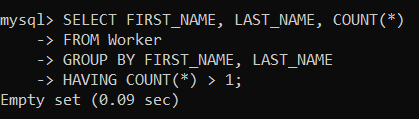 mysql> SELECT FIRST_NAME, LAST_NAME, COUNT(*)
    -> FROM Worker
    -> GROUP BY FIRST_NAME, LAST_NAME
    -> HAVING COUNT(*) > 1;
Empty set (0.09 sec)